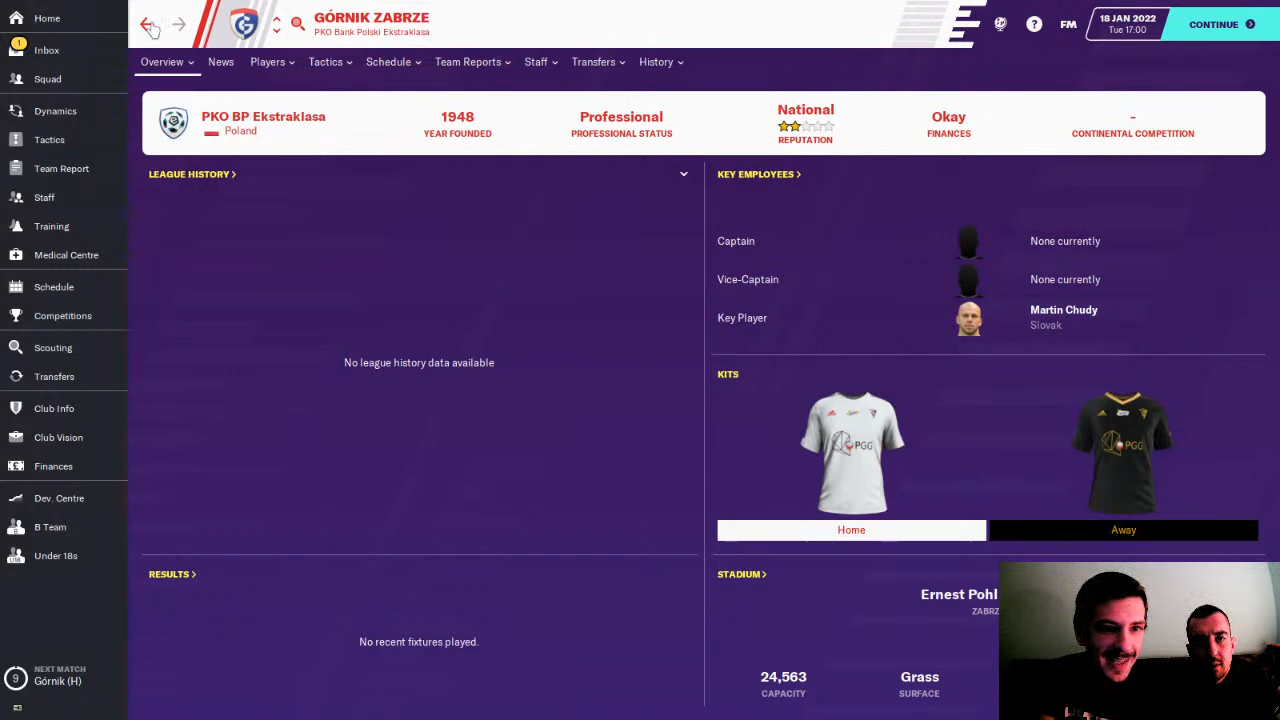 Home
GÓRNIK ZABRZE
PKO Bank Polski Ekstraklasa
?
FM
18 JAN 2022
Tue 17:00
CONTINUE
1
Inbox
Squad
Dynamics
Tactics
Team Report
Staff
Training
Medical Centre
Schedule
Competitions
Scouting
Transfers
Club Info
Club Vision
Finances
Dev. Centre
B Team
Under 18s
9
NEXT MATCH
Górnik (H)
Overview
News
Players
Tactics
Schedule
Team Reports
Staff
Transfers
History
PKO BP Ekstraklasa
Poland
1948
YEAR FOUNDED
Professional
PROFESSIONAL STATUS
National
REPUTATION
Okay
FINANCES
-
CONTINENTAL COMPETITION
LEAGUE HISTORY
No league history data available
RESULTS
No recent fixtures played.
KEY EMPLOYEES
Captain
None currently
Vice-Captain
None currently
Key Player
Martin Chudy
Slovak
KITS
PGG
PGG
Home
Away
STADIUM
Ernest Pohl
ZABRZ
24,563
CAPACITY
Grass
SURFACE